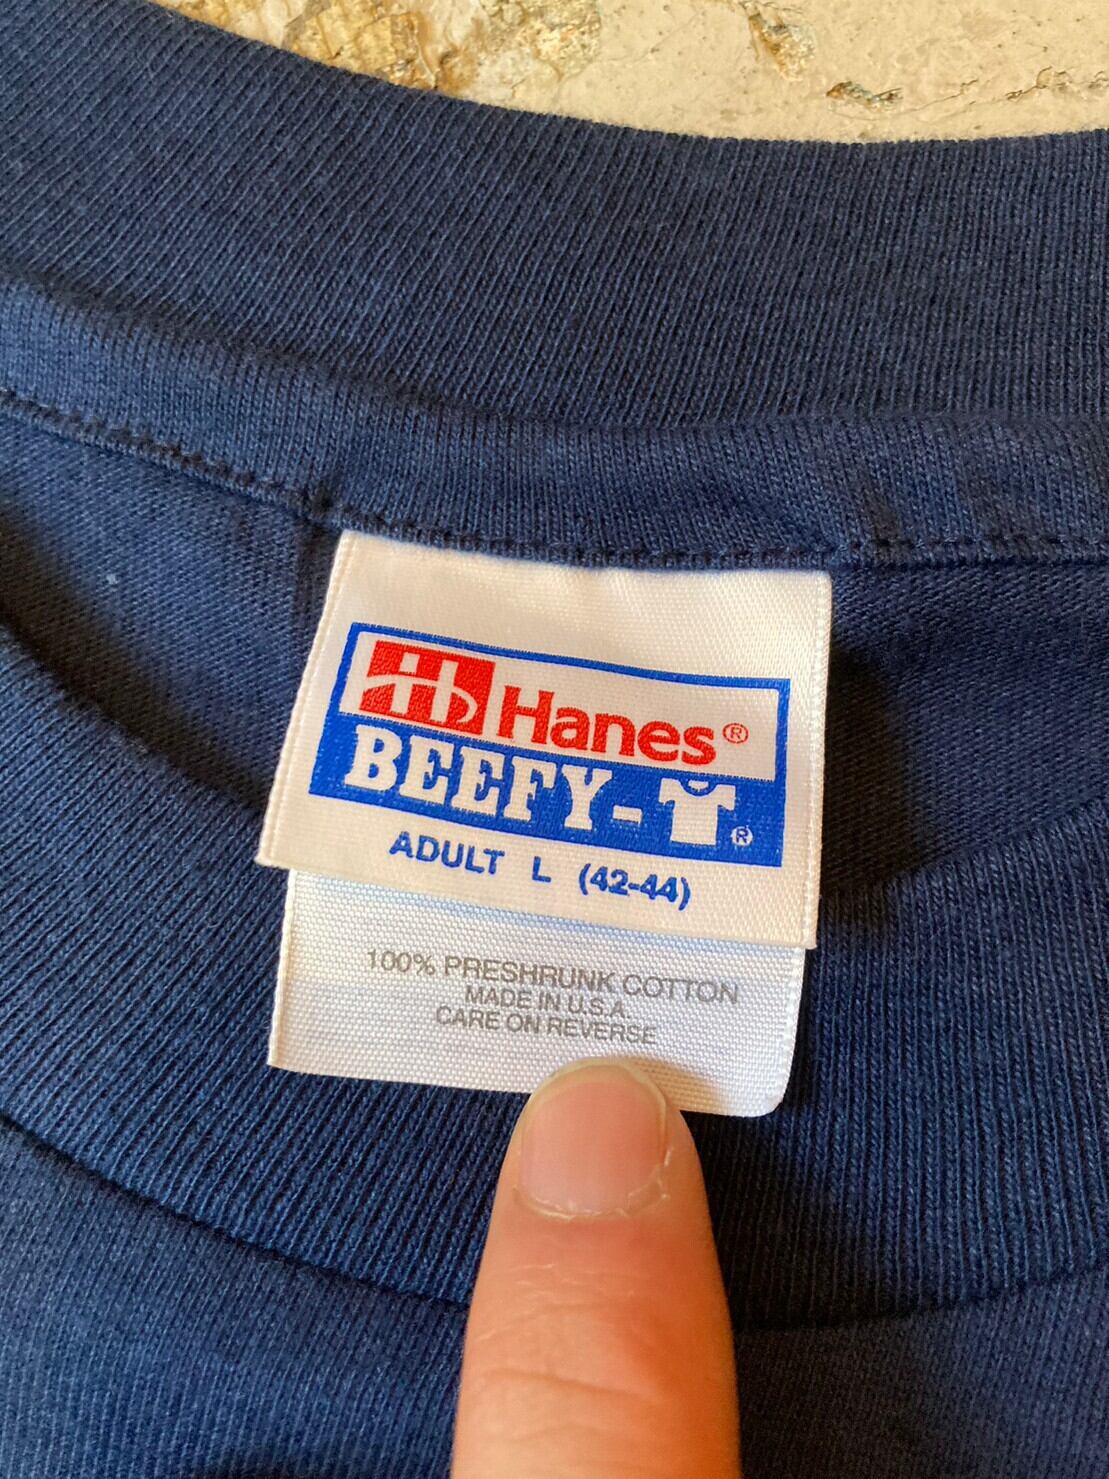 Hanes®
BEEFY-T®
ADULT L (42-44)
100% PRESHRUNK COTTON
MADE IN U.S.A.
CARE ON REVERSE